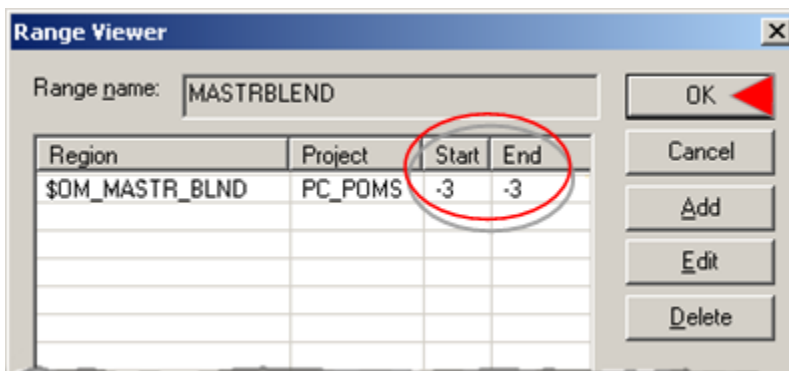 Range Viewer
Range name: MASTRBLEND
OK
Region Project Start End
Cancel
$OM_MASTR_BLND PC_POMS -3 -3
Add
Edit
Delete